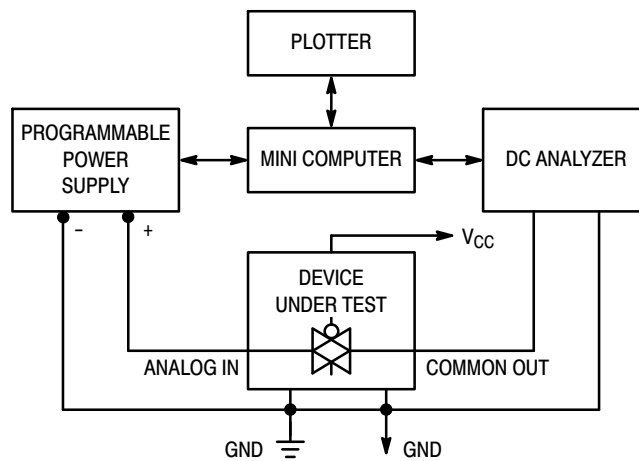 PLOTTER
PROGRAMMABLE
POWER
SUPPLY
MINI COMPUTER
DC ANALYZER
–
+
VCC
DEVICE
UNDER TEST
ANALOG IN
COMMON OUT
GND
GND